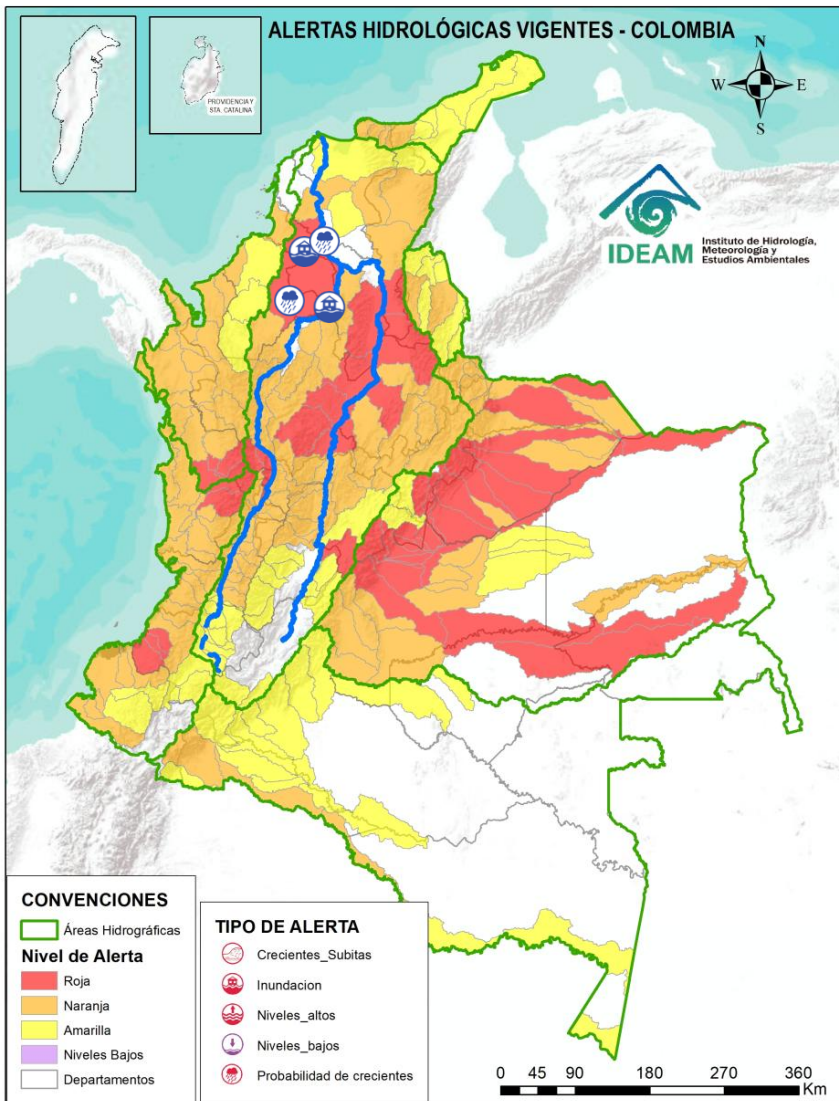 ALERTAS HIDROLÓGICAS VIGENTES - COLOMBIA
PROVIDENCIA Y
STA. CATALINA
N
W
E
S
IDEAM
Instituto de Hidrología,
Meteorología y
Estudios Ambientales
CONVENCIONES
Áreas Hidrográficas
Nivel de Alerta
Roja
Naranja
Amarilla
Niveles Bajos
Departamentos
TIPO DE ALERTA
Crecientes_Subitas
Inundacion
Niveles_altos
Niveles_bajos
Probabilidad de crecientes
0 45 90 180 270 360
Km